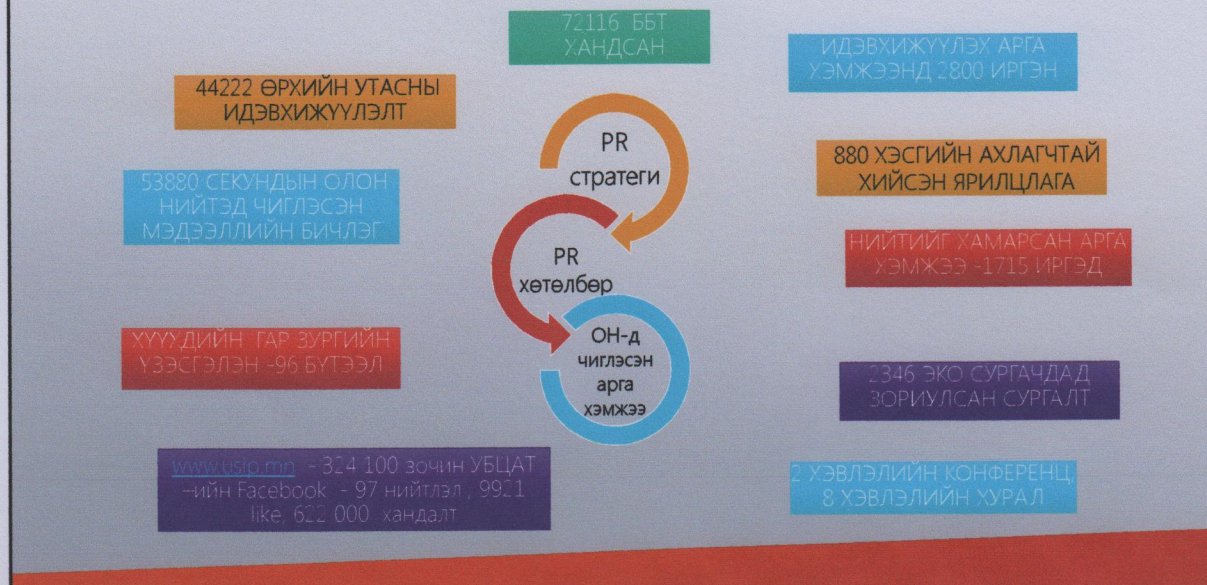 72116 ББТ
ХАНДСАН
ИДЭВХИЖҮҮЛЭХ АРГА
ХЭМЖЭЭНД 2800 ИРГЭН
44222 ӨРХИЙН УТАСНЫ
ИДЭВХИЖҮҮЛЭЛТ
PR
стратеги
880 ХЭСГИЙН АХЛАГЧТАЙ
ХИЙСЭН ЯРИЛЦЛАГА
53880 СЕКУНДЫН ОЛОН
НИЙТЭД ЧИГЛЭСЭН
МЭДЭЭЛЛИЙН БИЧЛЭГ
PR
хөтөлбөр
НИЙТИЙГ ХАМАРСАН АРГА
ХЭМЖЭЭ -1715 ИРГЭД
ХҮҮХДИЙН ГАР ЗУРГИЙН
ҮЗЭСГЭЛЭН -96 БҮТЭЭЛ
ОН-д
чиглэсэн
арга
хэмжээ
2346 ЭКО СУРГАЧДАД
ЗОРИУЛСАН СУРГАЛТ
www.usip.mn - 324 100 зочин УБЦАТ
–ийн Facebook - 97 нийтлэл , 9921
like, 622 000 хандалт
2 ХЭВЛЭЛИЙН КОНФЕРЕНЦ,
8 ХЭВЛЭЛИЙН ХУРАЛ